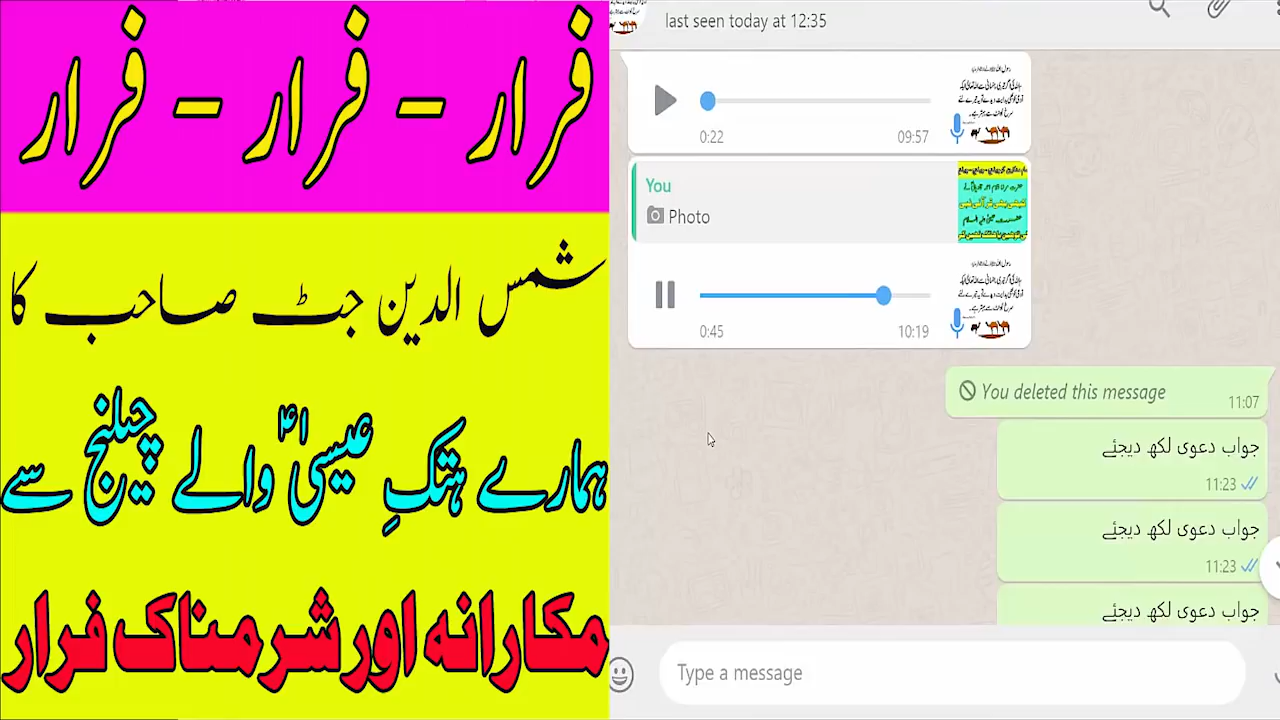 فرار - فرار - فرار
شمس الدین جٹ صاحب کا
ہمارے ہتکِ عیسیٰؑ والے چیلنج سے
مکارانہ اور شرمناک فرار
last seen today at 12:35
0:22
09:57
You
Photo
0:45
10:19
You deleted this message
11:07
جواب دعوی لکھ دیجئے
11:23
جواب دعوی لکھ دیجئے
11:23
جواب دعوی لکھ دیجئے
Type a message